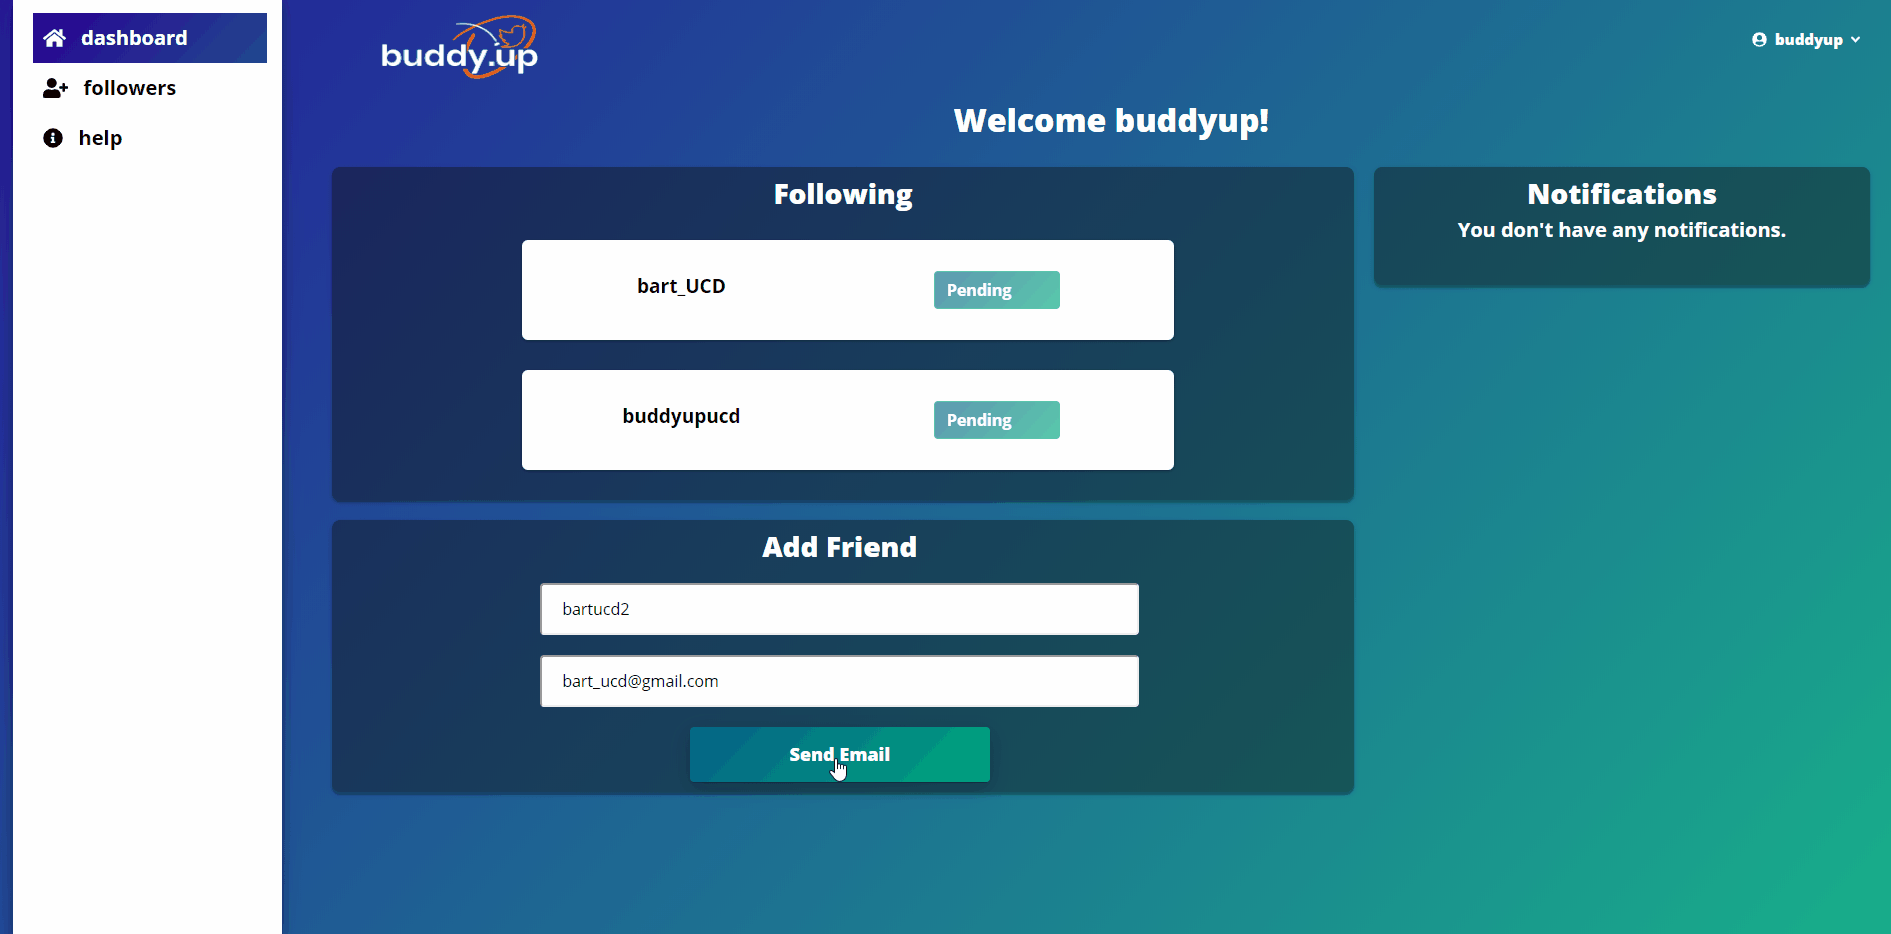 dashboard
followers
help
buddy.up
buddyup
Welcome buddyup!
Following
bart_UCD
Pending
buddyupucd
Pending
Add Friend
bartucd2
bart_ucd@gmail.com
Send Email
Notifications
You don't have any notifications.